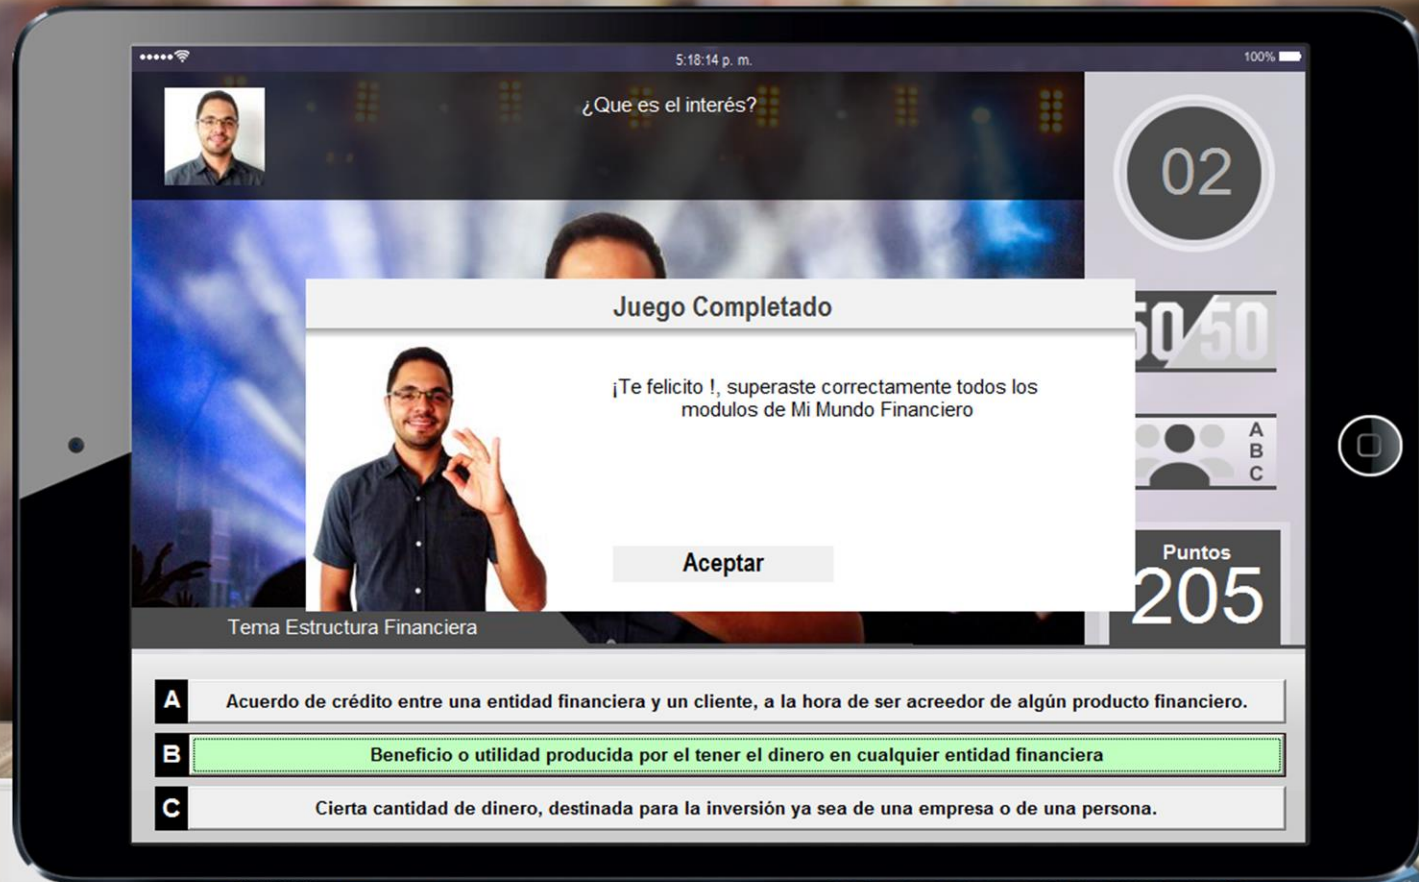 5:18:14 p. m.
100%
¿Que es el interés?
02
50/50
A
B
C
Juego Completado
¡Te felicito !, superaste correctamente todos los
modulos de Mi Mundo Financiero
Aceptar
Puntos
205
Tema Estructura Financiera
A Acuerdo de crédito entre una entidad financiera y un cliente, a la hora de ser acreedor de algún producto financiero.
B Beneficio o utilidad producida por el tener el dinero en cualquier entidad financiera
C Cierta cantidad de dinero, destinada para la inversión ya sea de una empresa o de una persona.